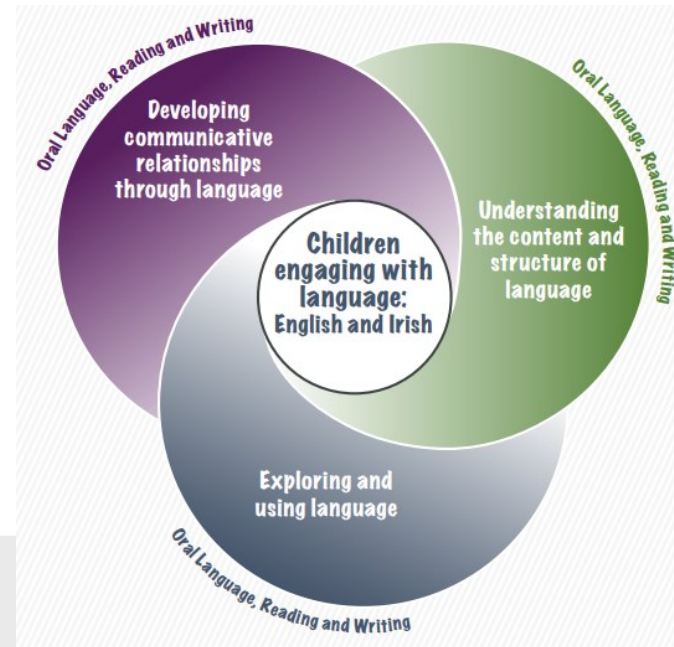 Oral Language, Reading and Writing
Developing
communicative
relationships
through language
Oral Language, Reading and Writing
Understanding
the content and
structure of
language
Children
engaging with
language:
English and Irish
Exploring and
using language
Oral Language, Reading and Writing